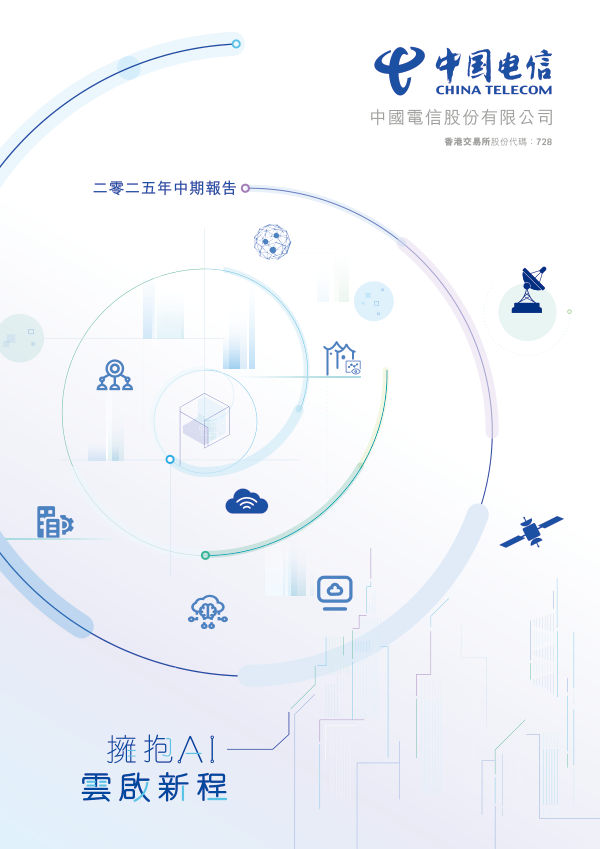 中国电信
CHINA TELECOM
中國電信股份有限公司
香港交易所股份代碼：728
二零二五年中期報告
擁抱AI
雲啟新程